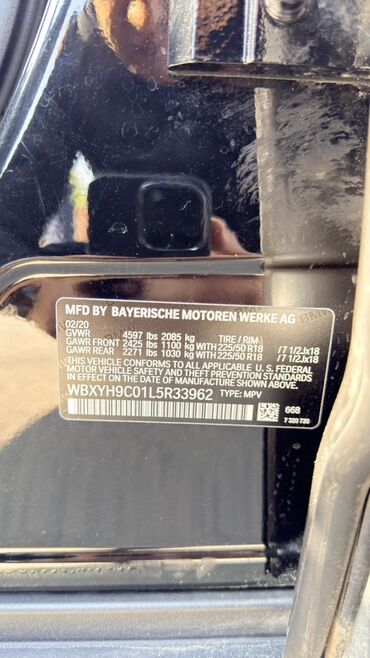 MFD BY BAYERISCHE MOTOREN WERKE AG
02/20
GVWR 4597 lbs 2085 kg TIRE / RIM
GAWR FRONT 2425 lbs 1100 kg WITH 225/50 R18 / 7 1/2Jx18
GAWR REAR 2271 lbs 1030 kg WITH 225/50 R18 / 7 1/2Jx18
THIS VEHICLE CONFORMS TO ALL APPLICABLE U. S. FEDERAL
MOTOR VEHICLE SAFETY, BUMPER, AND THEFT PREVENTION
STANDARDS IN EFFECT ON THE DATE OF MANUFACTURE SHOWN ABOVE.
WBXYH9C01L5R33962 TYPE: MPV
668
7 320 730